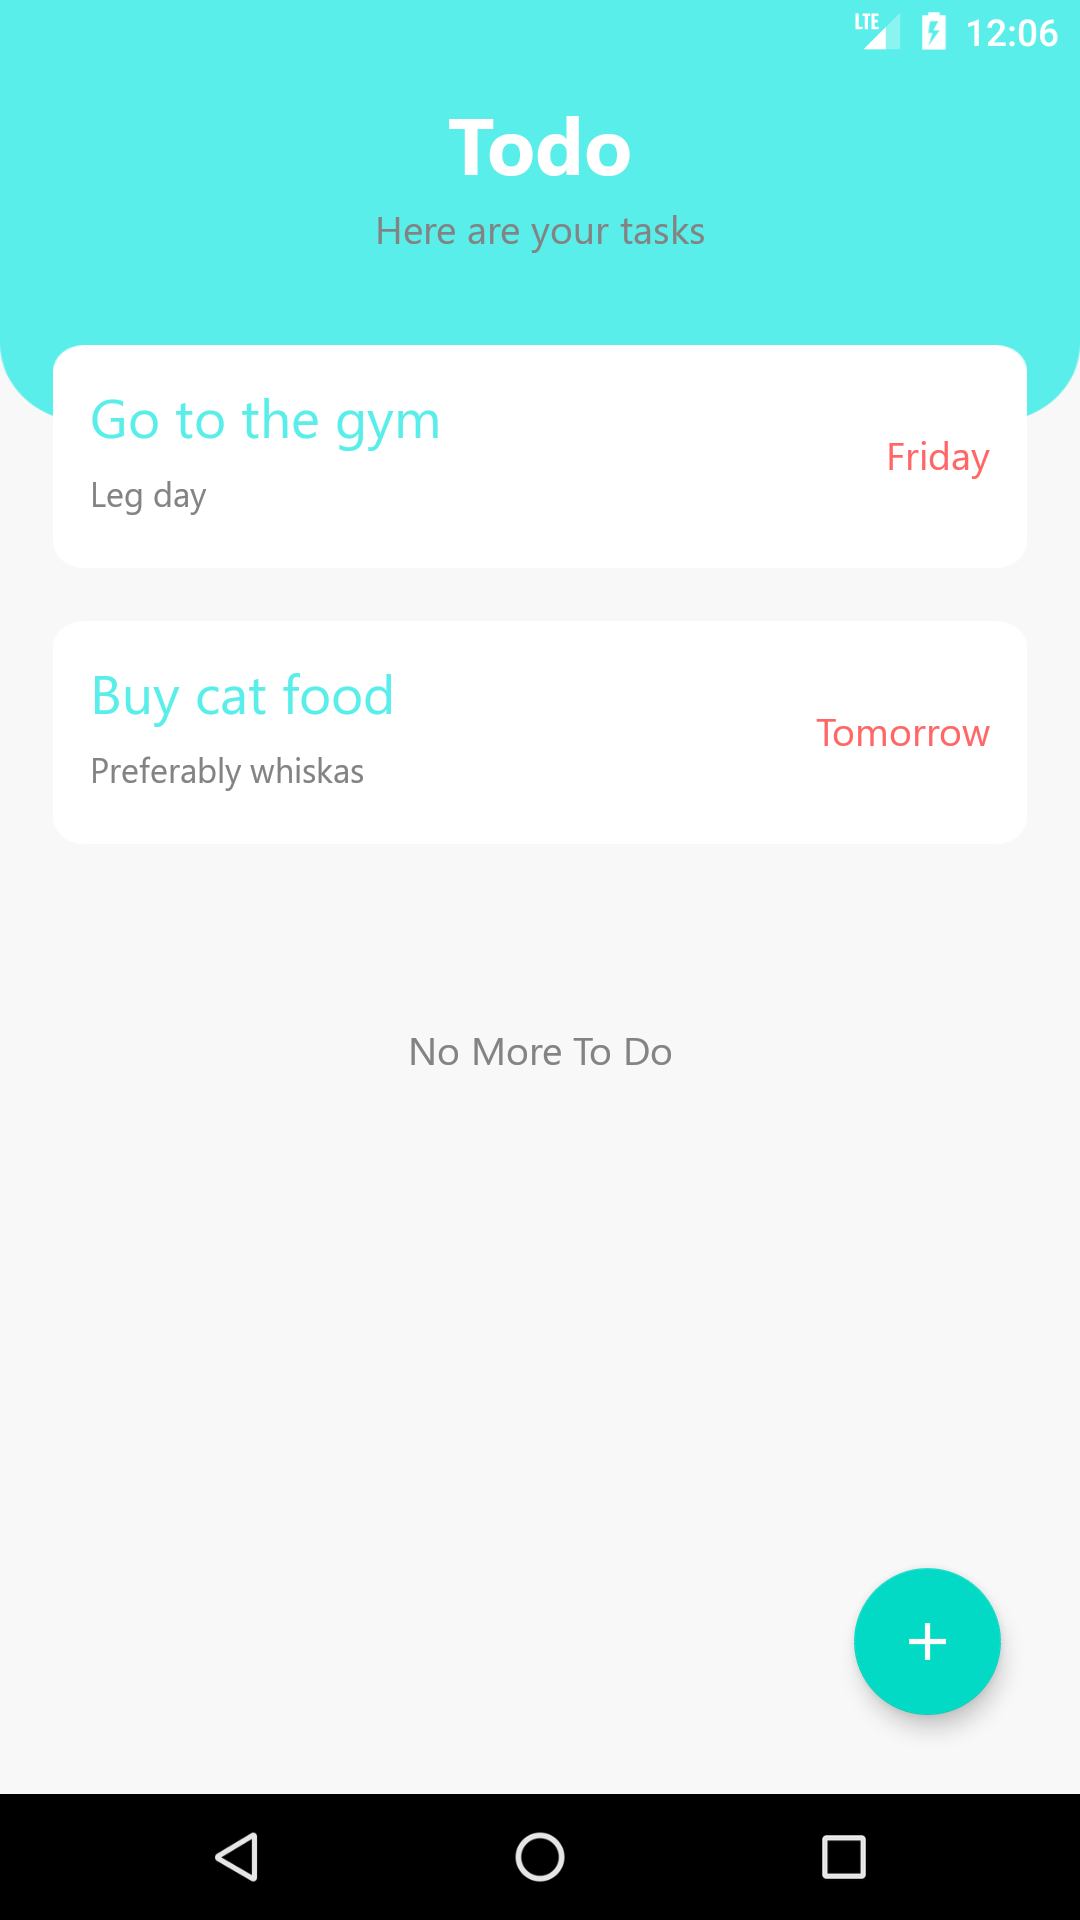 LTE 12:06
Todo
Here are your tasks
Go to the gym
Friday
Leg day
Buy cat food
Tomorrow
Preferably whiskas
No More To Do